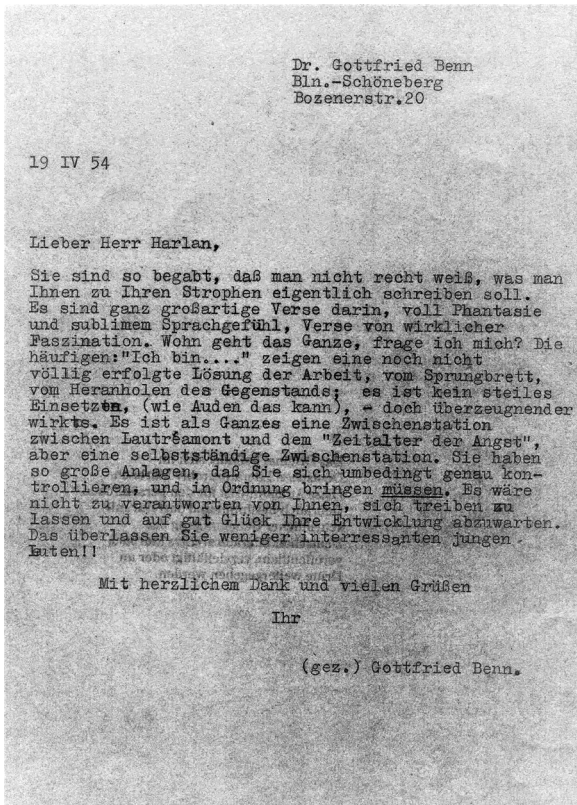 Dr. Gottfried Benn
Bln.-Schöneberg
Bozenerstr.20
19 IV 54
Lieber Herr Harlan,
Sie sind so begabt, daß man nicht recht weiß, was man
Ihnen zu Ihren Strophen eigentlich schreiben soll.
Es sind ganz großartige Verse darin, voll Phantasie
und sublimem Sprachgefühl, Verse von wirklicher
Faszination. Wohn geht das Ganze, frage ich mich? Die
häufigen:"Ich bin...." zeigen eine noch nicht
völlig erfolgte Lösung der Arbeit, vom Sprungbrett,
vom Heranholen des Gegenstands; es ist kein steiles
Einsetzen, (wie Auden das kann), - doch überzeugnender
wirkts. Es ist als Ganzes eine Zwischenstation
zwischen Lautréamont und dem "Zeitalter der Angst",
aber eine selbstständige Zwischenstation. Sie haben
so große Anlagen, daß Sie sich umbedingt genau kon-
trollieren, und in Ordnung bringen müssen. Es wäre
nicht zu verantworten von Ihnen, sich treiben zu
lassen und auf gut Glück Ihre Entwicklung abzuwarten.
Das überlassen Sie weniger interressanten jungen
Leuten!!
Mit herzlichem Dank und vielen Grüßen
Ihr
(gez.) Gottfried Benn.